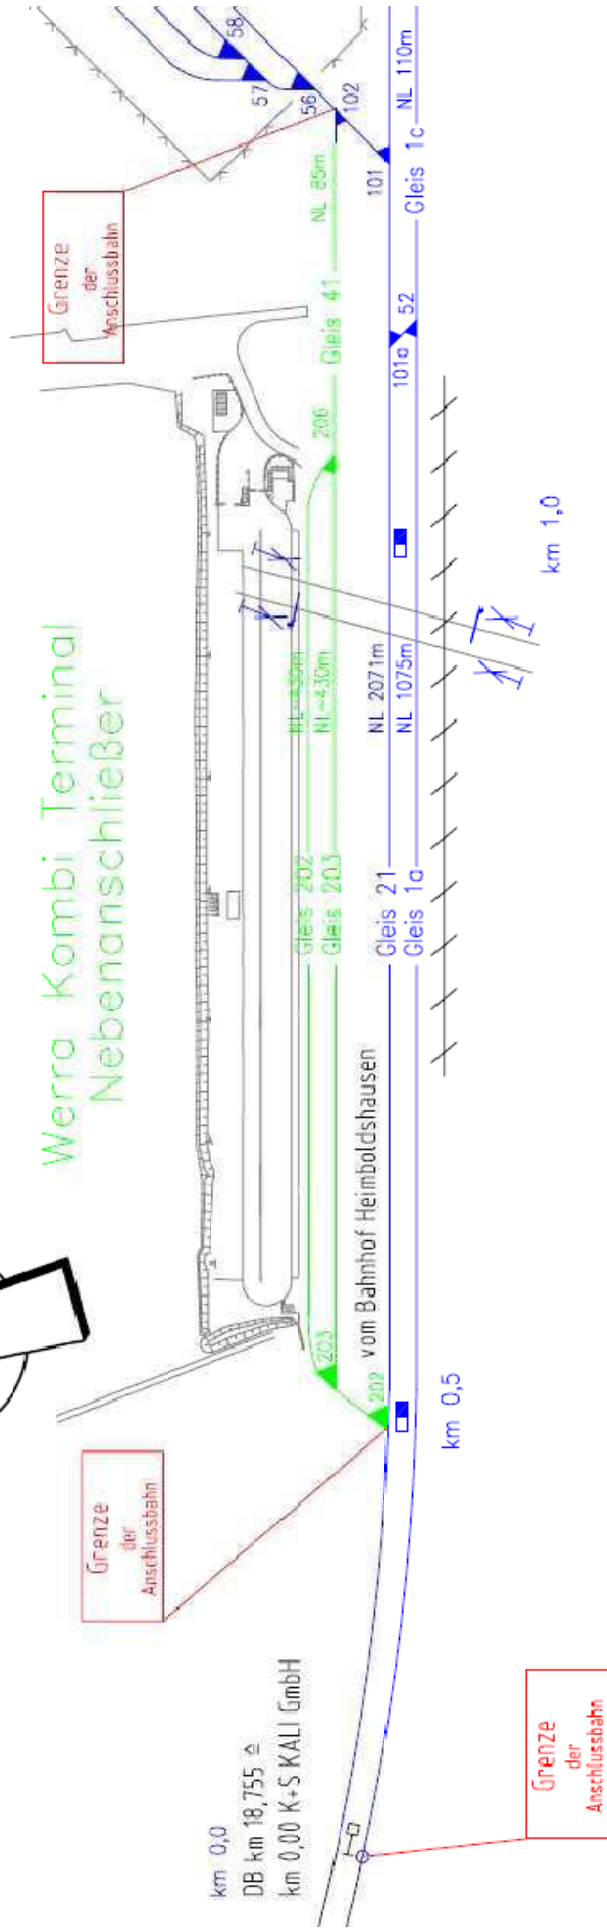 Werra Kombi Terminal
Nebenanschließer
Grenze
der
Anschlussbahn
Grenze
der
Anschlussbahn
Grenze
der
Anschlussbahn
km 0,0
DB km 18,755 ≙
km 0,00 K+S KALI GmbH
km 0,5
km 1,0
vom Bahnhof Heimboldshausen
202
203
Gleis 202
NL~430m
Gleis 203
NL~430m
206
Gleis 41
NL 85m
Gleis 21
NL 2071m
Gleis 1a
NL 1075m
101a
52
101
102
56
57
58
Gleis 1c
NL 110m